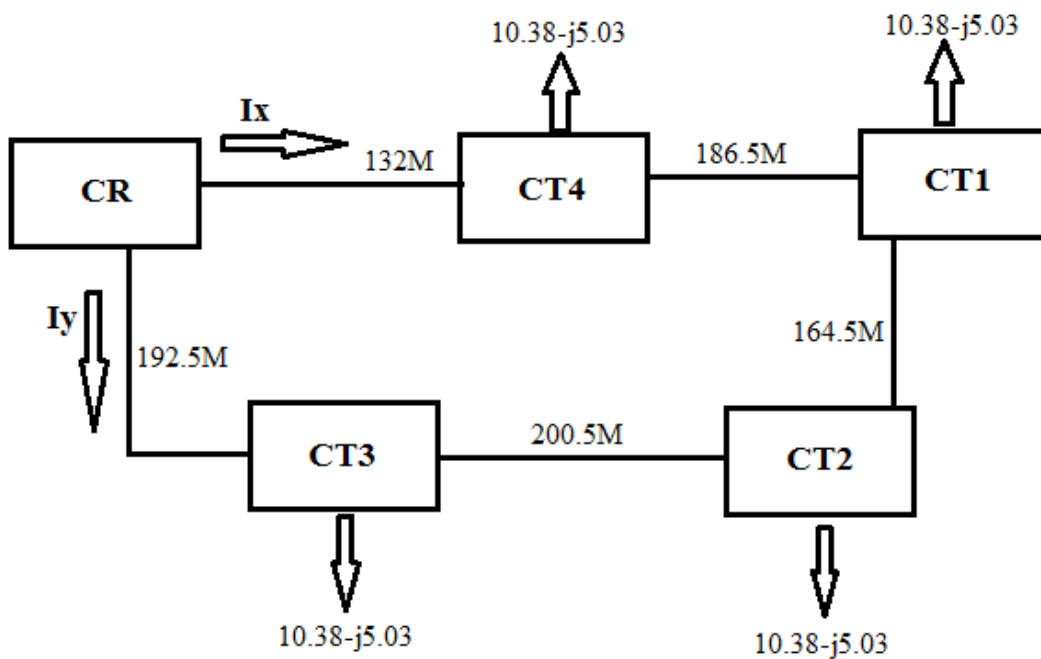 10.38-j5.03
10.38-j5.03
Ix
132M
186.5M
CR
CT4
CT1
Iy
192.5M
164.5M
200.5M
CT3
CT2
10.38-j5.03
10.38-j5.03